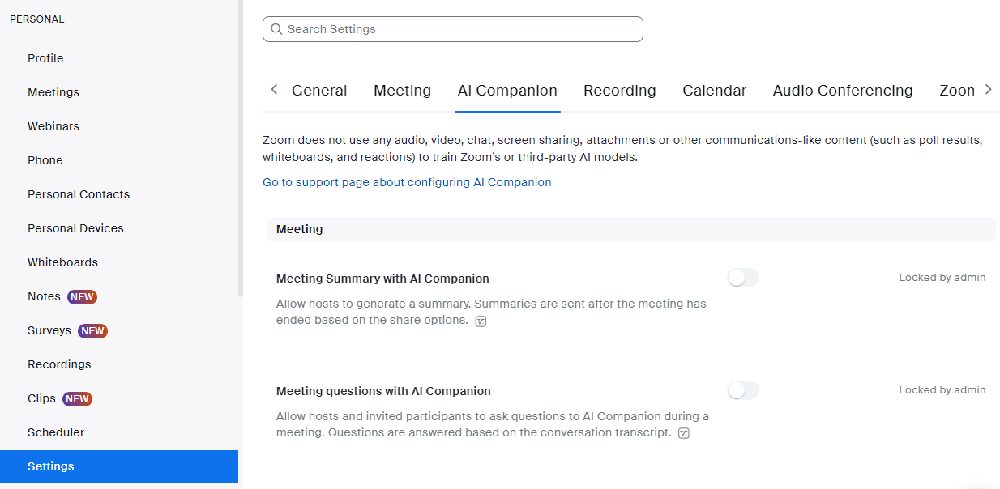 PERSONAL
Profile
Meetings
Webinars
Phone
Personal Contacts
Personal Devices
Whiteboards
Notes NEW
Surveys NEW
Recordings
Clips NEW
Scheduler
Settings
Search Settings
General Meeting AI Companion Recording Calendar Audio Conferencing Zoon
Zoom does not use any audio, video, chat, screen sharing, attachments or other communications-like content (such as poll results,
whiteboards, and reactions) to train Zoom’s or third-party AI models.
Go to support page about configuring AI Companion
Meeting
Meeting Summary with AI Companion
Locked by admin
Allow hosts to generate a summary. Summaries are sent after the meeting has
ended based on the share options.
Meeting questions with AI Companion
Locked by admin
Allow hosts and invited participants to ask questions to AI Companion during a
meeting. Questions are answered based on the conversation transcript.